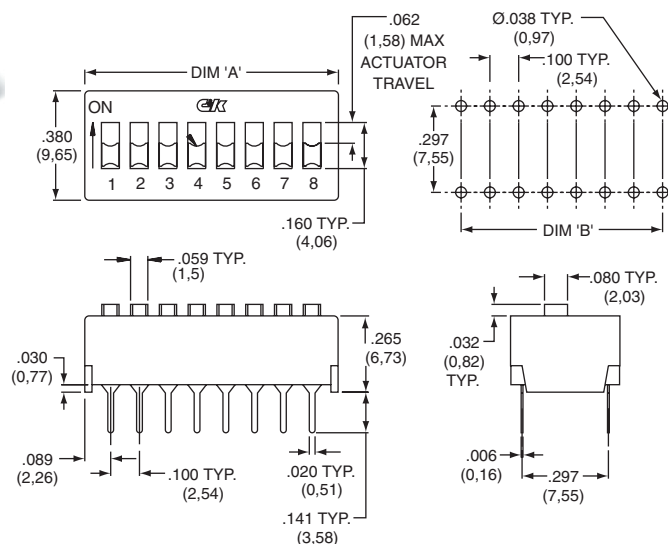 .062
(1,58) MAX
ACTUATOR
TRAVEL
DIM 'A'
ON
C&K
.380
(9,65)
1 2 3 4 5 6 7 8
.160 TYP.
(4,06)
Ø.038 TYP.
(0,97)
.100 TYP.
(2,54)
.297
(7,55)
DIM 'B'
.059 TYP.
(1,5)
.265
(6,73)
.030
(0,77)
.089
(2,26)
.100 TYP.
(2,54)
.020 TYP.
(0,51)
.141 TYP.
(3,58)
.080 TYP.
(2,03)
.032
(0,82)
TYP.
.006
(0,16)
.297
(7,55)